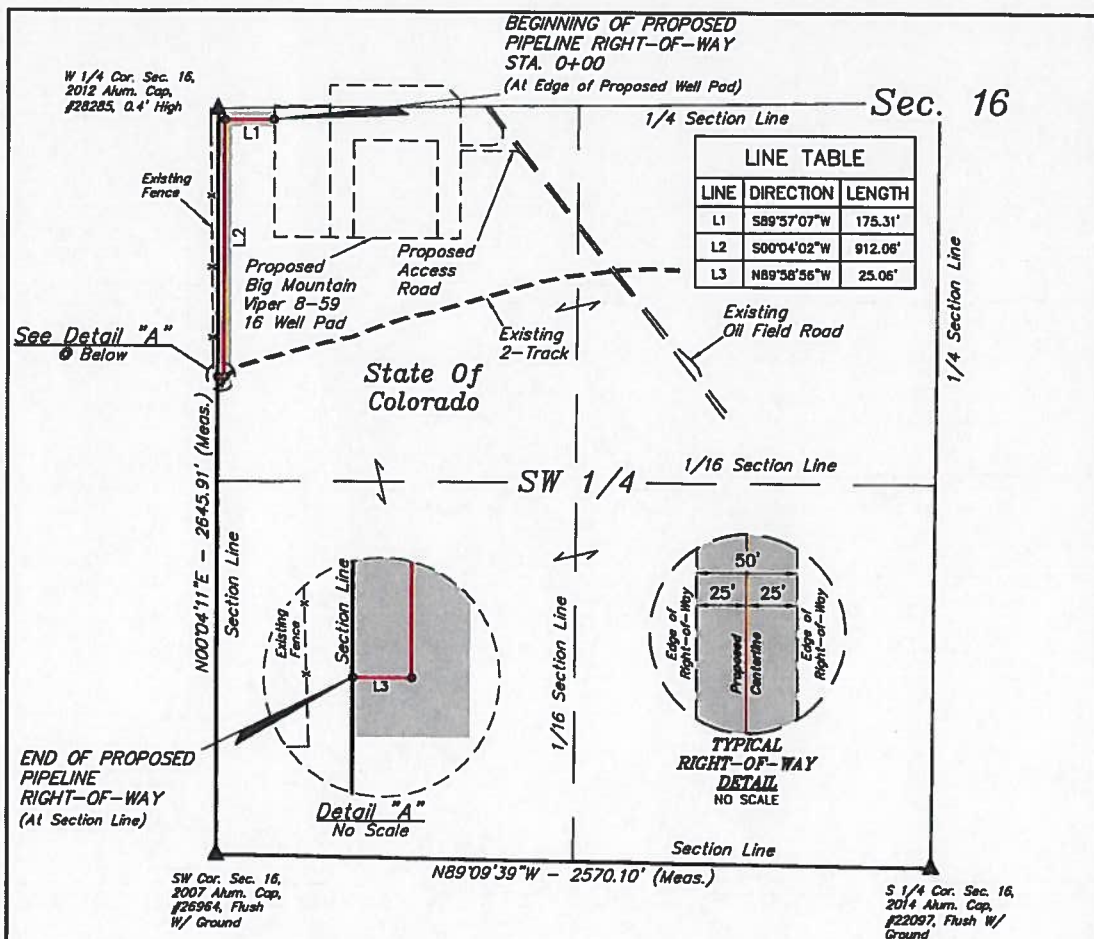 BEGINNING OF PROPOSED
PIPELINE RIGHT-OF-WAY
STA. 0+00
(At Edge of Proposed Well Pad)
W 1/4 Cor. Sec. 16,
2012 Alum. Cap,
#28285, 0.4' High
Sec. 16
1/4 Section Line
L1
Existing
Fence
L2
LINE TABLE
LINE DIRECTION LENGTH
L1 S89°57'07"W 175.31'
L2 S00°04'02"W 912.06'
L3 N89°58'56"W 25.06'
Proposed
Big Mountain
Viper 8-59
16 Well Pad
Proposed
Access
Road
1/4 Section Line
See Detail "A"
@ Below
Existing
2-Track
Existing
Oil Field Road
State Of
Colorado
N00°04'11"E - 2645.91' (Meas.)
Section Line
1/16 Section Line
SW 1/4
1/16 Section Line
Existing
Fence
Section Line
L3
Detail "A"
No Scale
50'
25' 25'
Edge of
Right-of-Way
Proposed
Centerline
Edge of
Right-of-Way
TYPICAL
RIGHT-OF-WAY
DETAIL
NO SCALE
END OF PROPOSED
PIPELINE
RIGHT-OF-WAY
(At Section Line)
Section Line
N89°09'39"W - 2570.10' (Meas.)
SW Cor. Sec. 16,
2007 Alum. Cap,
#26964, Flush
W/ Ground
S 1/4 Cor. Sec. 16,
2014 Alum. Cap,
#22097, Flush W/
Ground